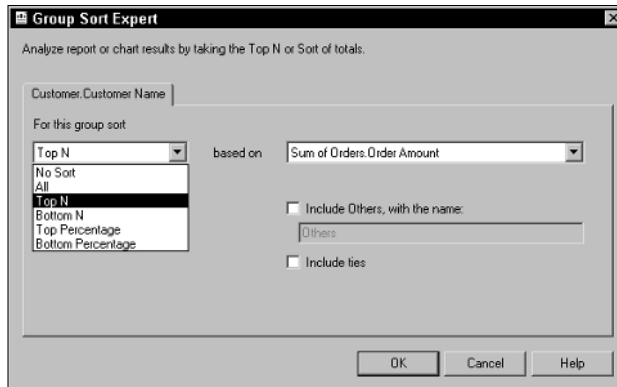 Group Sort Expert
Analyze report or chart results by taking the Top N or Sort of totals.
Customer.Customer Name
For this group sort
Top N based on Sum of Orders.Order Amount
No Sort
All
Top N
Bottom N
Top Percentage
Bottom Percentage
Include Others, with the name:
Others
Include ties
OK Cancel Help